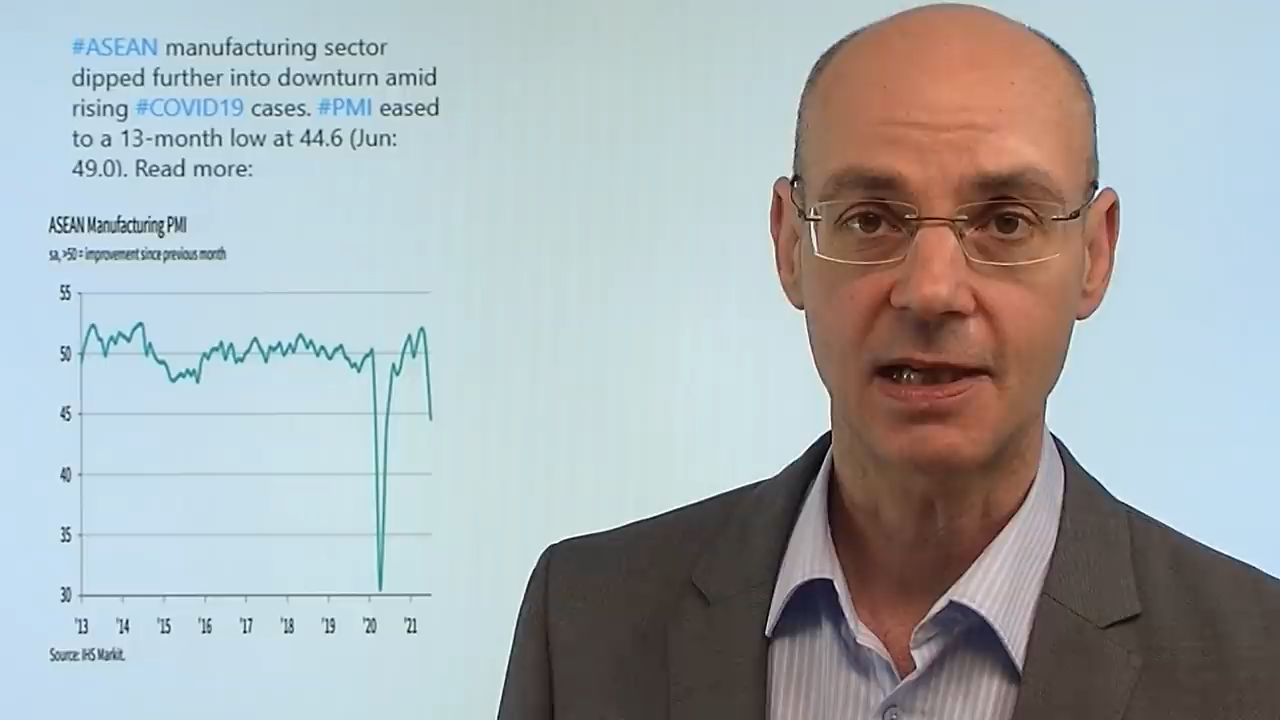 #ASEAN manufacturing sector
dipped further into downturn amid
rising #COVID19 cases. #PMI eased
to a 13-month low at 44.6 (Jun:
49.0). Read more:
ASEAN Manufacturing PMI
sa, >50 = improvement since previous month
55
50
45
40
35
30
'13 '14 '15 '16 '17 '18 '19 '20 '21
Source: IHS Markit.